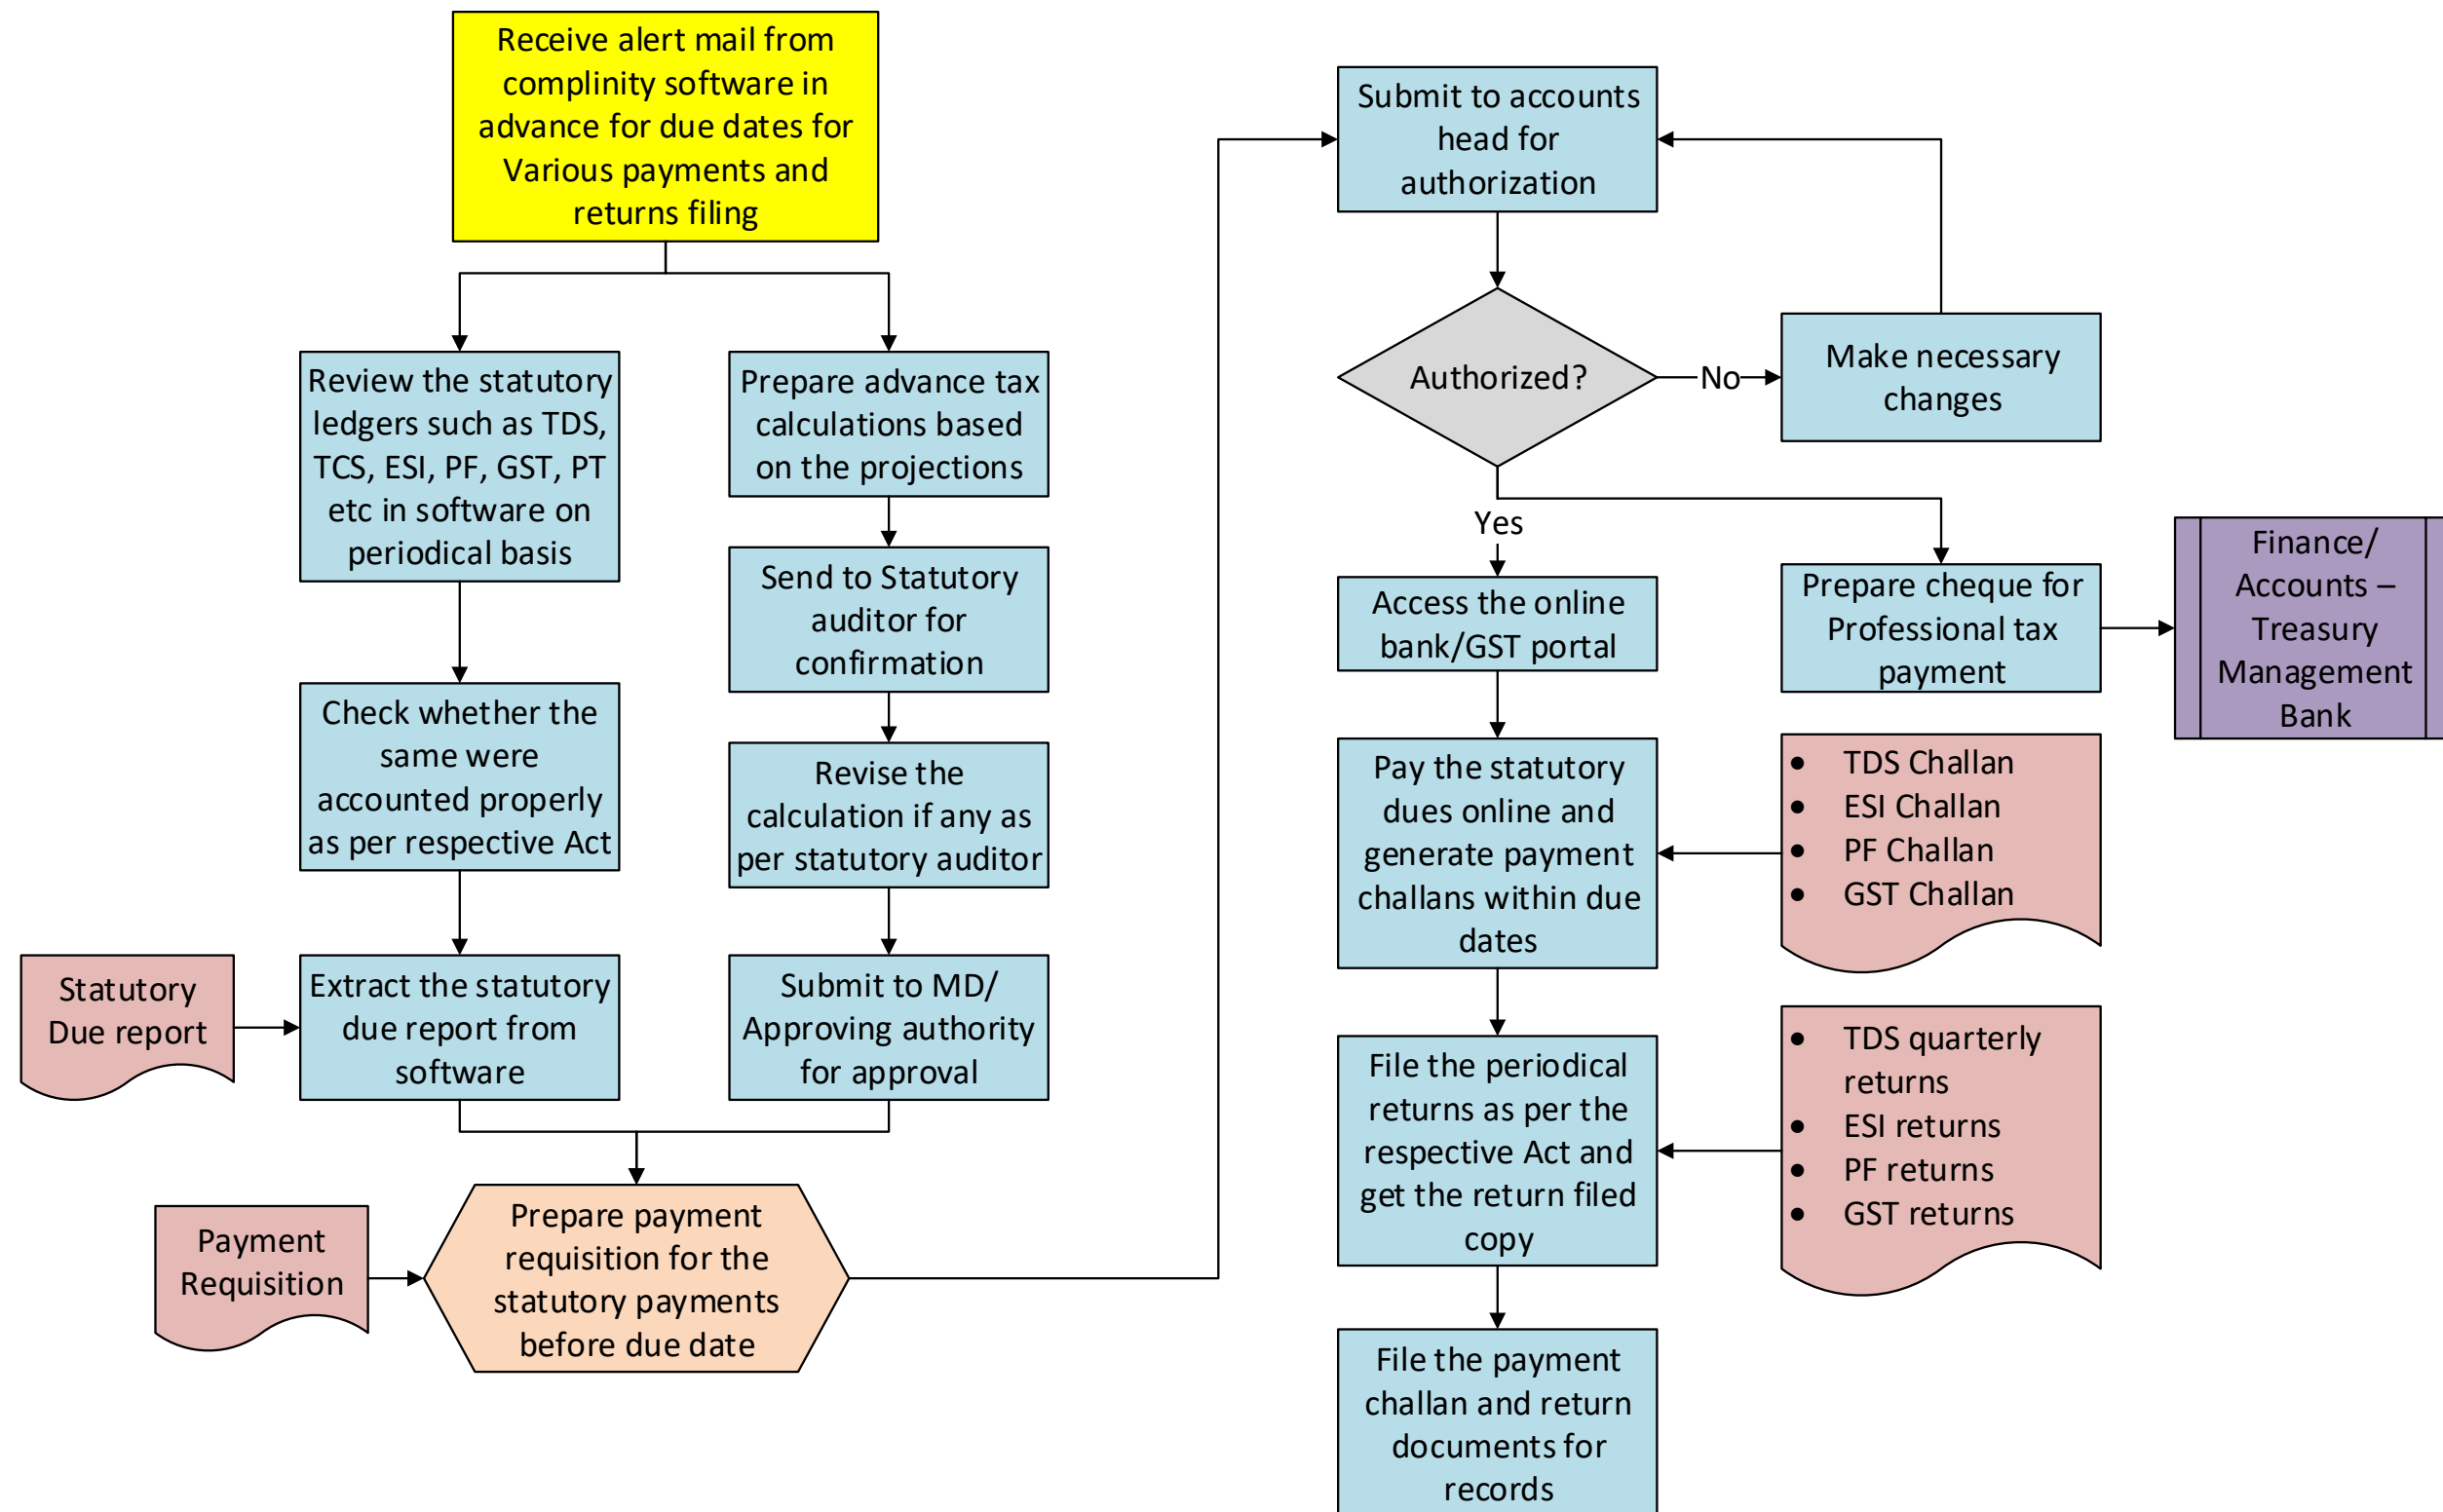 Receive alert mail from
complinity software in
advance for due dates for
Various payments and
returns filing
Review the statutory
ledgers such as TDS,
TCS, ESI, PF, GST, PT
etc in software on
periodical basis
Prepare advance tax
calculations based
on the projections
Send to Statutory
auditor for
confirmation
Check whether the
same were
accounted properly
as per respective Act
Revise the
calculation if any as
per statutory auditor
Statutory
Due report
Extract the statutory
due report from
software
Submit to MD/
Approving authority
for approval
Payment
Requisition
Prepare payment
requisition for the
statutory payments
before due date
Submit to accounts
head for
authorization
Authorized?
No
Make necessary
changes
Yes
Access the online
bank/GST portal
Prepare cheque for
Professional tax
payment
Finance/
Accounts –
Treasury
Management
Bank
Pay the statutory
dues online and
generate payment
challans within due
dates
• TDS Challan
• ESI Challan
• PF Challan
• GST Challan
File the periodical
returns as per the
respective Act and
get the return filed
copy
• TDS quarterly
returns
• ESI returns
• PF returns
• GST returns
File the payment
challan and return
documents for
records